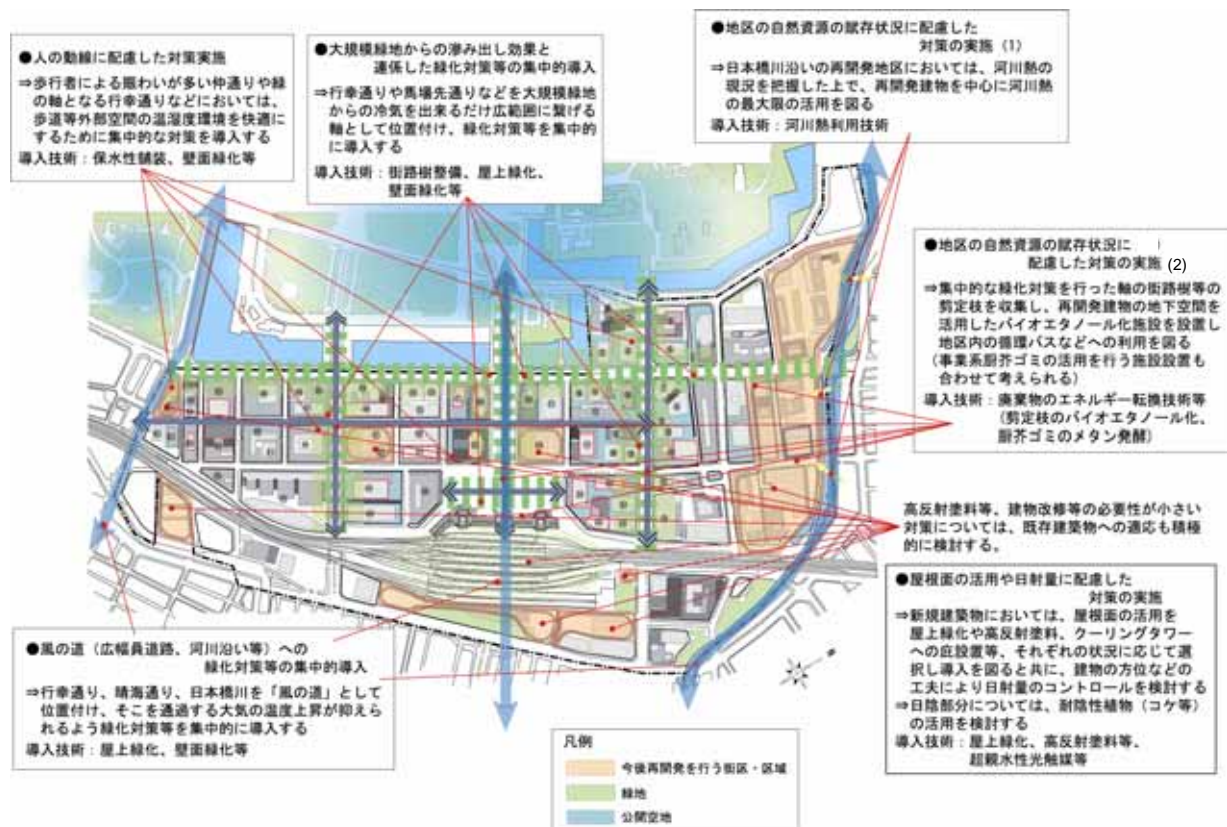 ●人の動線に配慮した対策実施
⇒歩行者による賑わいが多い仲通りや緑
の軸となる行幸通りなどにおいては、
歩道等外部空間の温湿度環境を快適に
するために集中的な対策を導入する
導入技術：保水性舗装、壁面緑化等
●大規模緑地からの滲み出し効果と
連係した緑化対策等の集中的導入
⇒行幸通りや馬場先通りなどを大規模緑地
からの冷気を出来るだけ広範囲に繋げる
軸として位置付け、緑化対策等を集中的
に導入する
導入技術：街路樹整備、屋上緑化、
壁面緑化等
●地区の自然資源の賦存状況に配慮した
対策の実施（1）
⇒日本橋川沿いの再開発地区においては、河川熱の
現況を把握した上で、再開発建物を中心に河川熱
の最大限の活用を図る
導入技術：河川熱利用技術
●地区の自然資源の賦存状況に
配慮した対策の実施 (2)
⇒集中的な緑化対策を行った軸の街路樹等の
剪定枝を収集し、再開発建物の地下空間を
活用したバイオエタノール化施設を設置し
地区内の循環バスなどへの利用を図る
（事業系厨芥ゴミの活用を行う施設設置も
合わせて考えられる）
導入技術：廃棄物のエネルギー転換技術等
（剪定枝のバイオエタノール化、
厨芥ゴミのメタン発酵）
高反射塗料等、建物改修等の必要性が小さい
対策については、既存建築物への適応も積極
的に検討する。
●屋根面の活用や日射量に配慮した
対策の実施
⇒新規建築物においては、屋根面の活用を
屋上緑化や高反射塗料、クーリングタワー
への庇設置等、それぞれの状況に応じて選
択し導入を図ると共に、建物の方位などの
工夫により日射量のコントロールを検討する
⇒日陰部分については、耐陰性植物（コケ等）
の活用を検討する
導入技術：屋上緑化、高反射塗料等、
超親水性光触媒等
●風の道（広幅員道路、河川沿い等）への
緑化対策等の集中的導入
⇒行幸通り、晴海通り、日本橋川を「風の道」として
位置付け、そこを通過する大気の温度上昇が抑えら
れるよう緑化対策等を集中的に導入する
導入技術：屋上緑化、壁面緑化等
凡例
今後再開発を行う街区・区域
緑地
公開空地